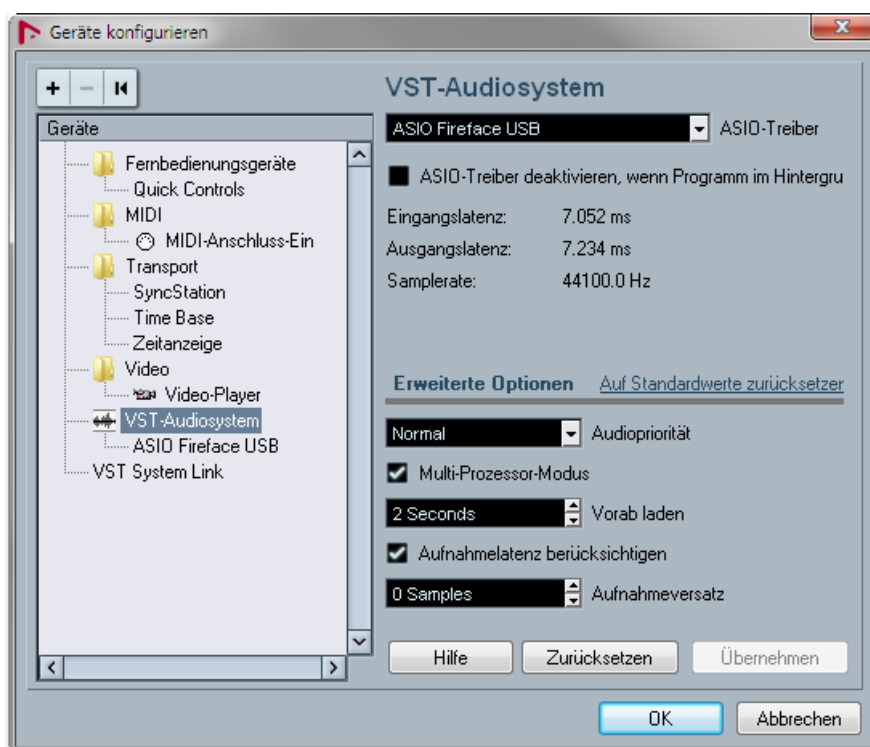 Geräte konfigurieren
Geräte
Fernbedienungsgeräte
Quick Controls
MIDI
MIDI-Anschluss-Ein
Transport
SyncStation
Time Base
Zeitanzeige
Video
Video-Player
VST-Audiosystem
ASIO Fireface USB
VST System Link
VST-Audiosystem
ASIO Fireface USB ASIO-Treiber
ASIO-Treiber deaktivieren, wenn Programm im Hintergru
Eingangslatenz: 7.052 ms
Ausgangslatenz: 7.234 ms
Samplerate: 44100.0 Hz
Erweiterte Optionen Auf Standardwerte zurücksetzer
Normal Audiopriorität
Multi-Prozessor-Modus
2 Seconds Vorab laden
Aufnahmelatenz berücksichtigen
0 Samples Aufnahmeversatz
Hilfe Zurücksetzen Übernehmen
OK Abbrechen